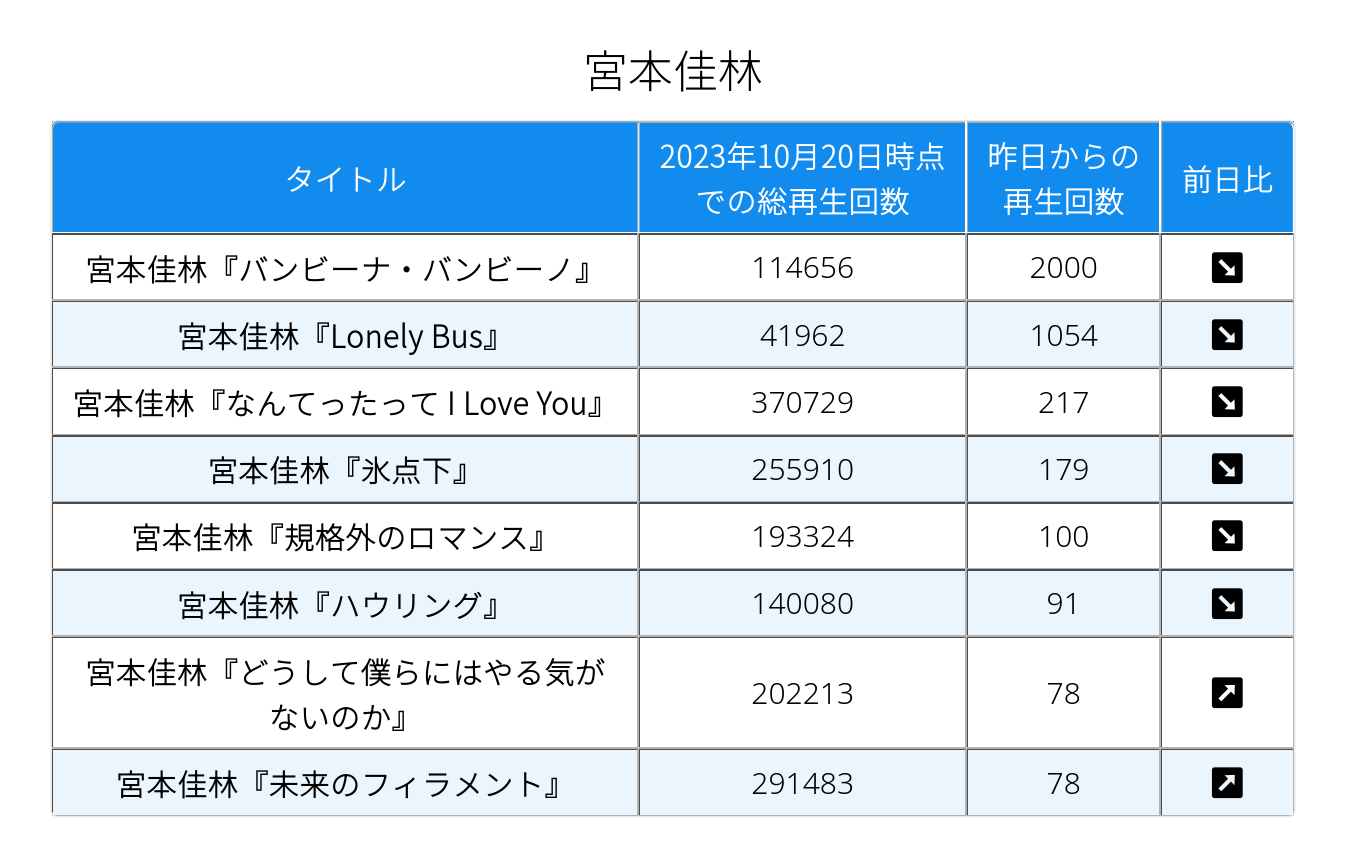 宮本佳林
タイトル
2023年10月20日時点
での総再生回数
昨日からの
再生回数
前日比
宮本佳林『バンビーナ・バンビーノ』 114656 2000
宮本佳林『Lonely Bus』 41962 1054
宮本佳林『なんてったって I Love You』 370729 217
宮本佳林『氷点下』 255910 179
宮本佳林『規格外のロマンス』 193324 100
宮本佳林『ハウリング』 140080 91
宮本佳林『どうして僕らにはやる気が
ないのか』 202213 78
宮本佳林『未来のフィラメント』 291483 78